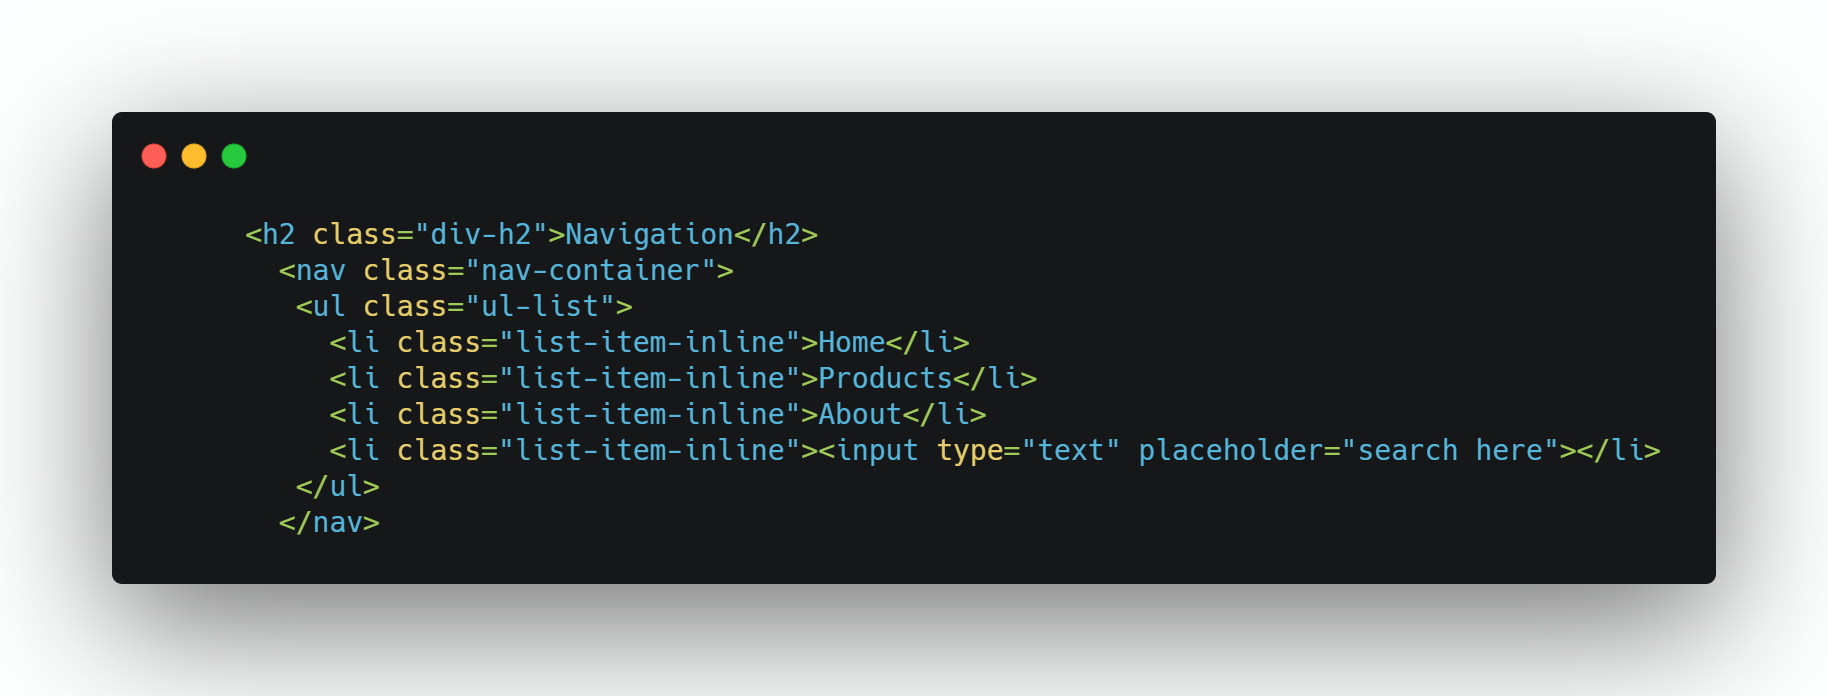 <h2 class="div-h2">Navigation</h2>
<nav class="nav-container">
<ul class="ul-list">
<li class="list-item-inline">Home</li>
<li class="list-item-inline">Products</li>
<li class="list-item-inline">About</li>
<li class="list-item-inline"><input type="text" placeholder="search here"></li>
</ul>
</nav>